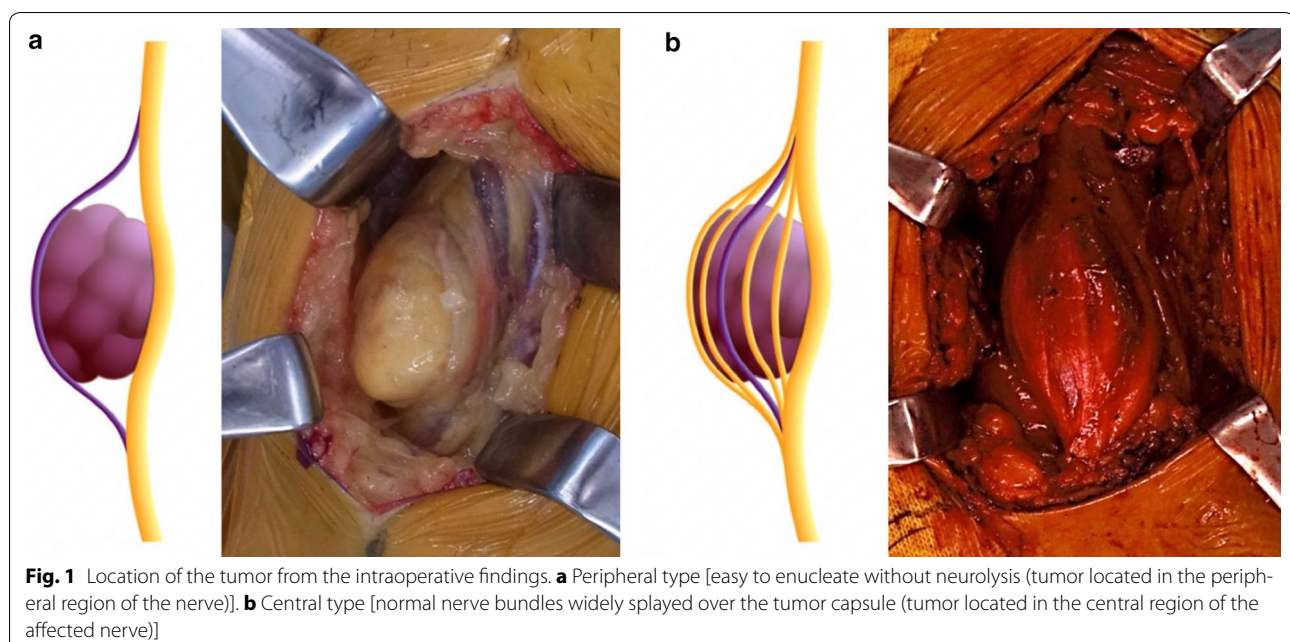 a
b
Fig. 1 Location of the tumor from the intraoperative findings. a Peripheral type [easy to enucleate without neurolysis (tumor located in the periph-
eral region of the nerve)]. b Central type [normal nerve bundles widely splayed over the tumor capsule (tumor located in the central region of the
affected nerve)]